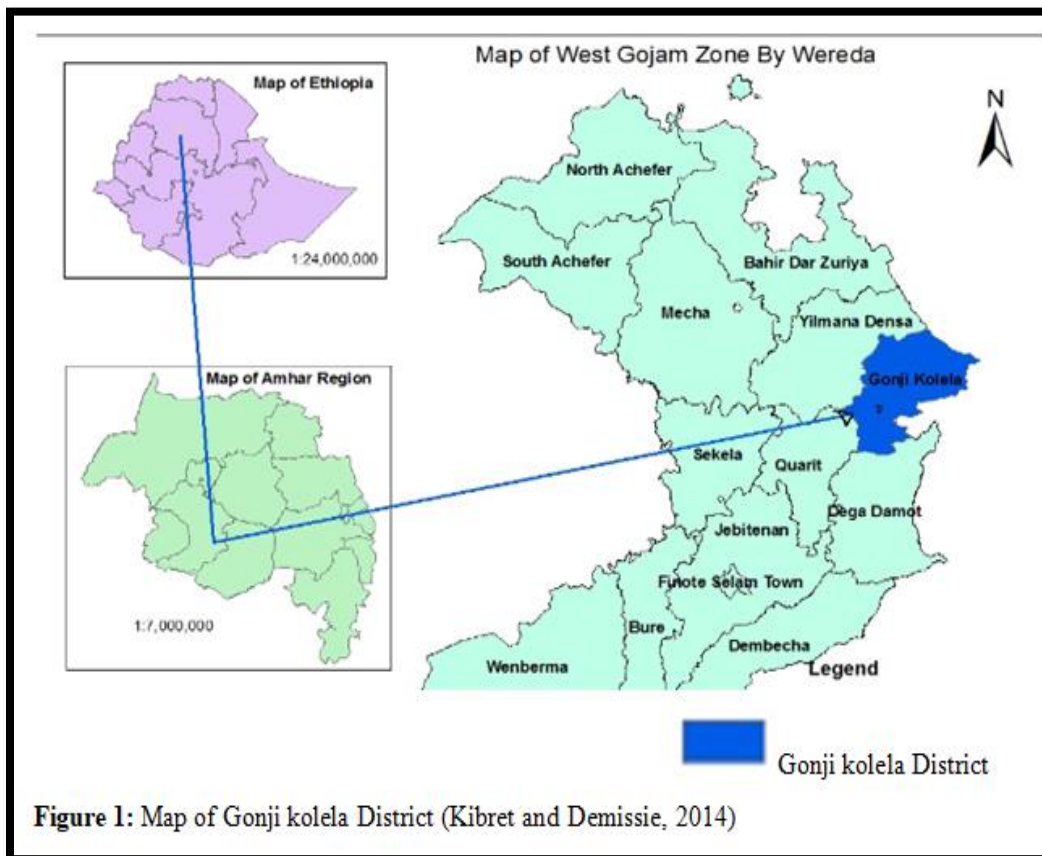 Map of West Gojam Zone By Wereda
Map of Ethiopia
1:24,000,000
N
North Achefer
South Achefer
Bahir Dar Zuriya
Mecha
Yilmana Densa
Gonji Kolela
Map of Amhar Region
1:7,000,000
Sekela
Quarit
Dega Damot
Jebitenan
Finote Selam Town
Bure
Dembecha
Wenberma
Legend
Gonji kolela District
Figure 1: Map of Gonji kolela District (Kibret and Demissie, 2014)